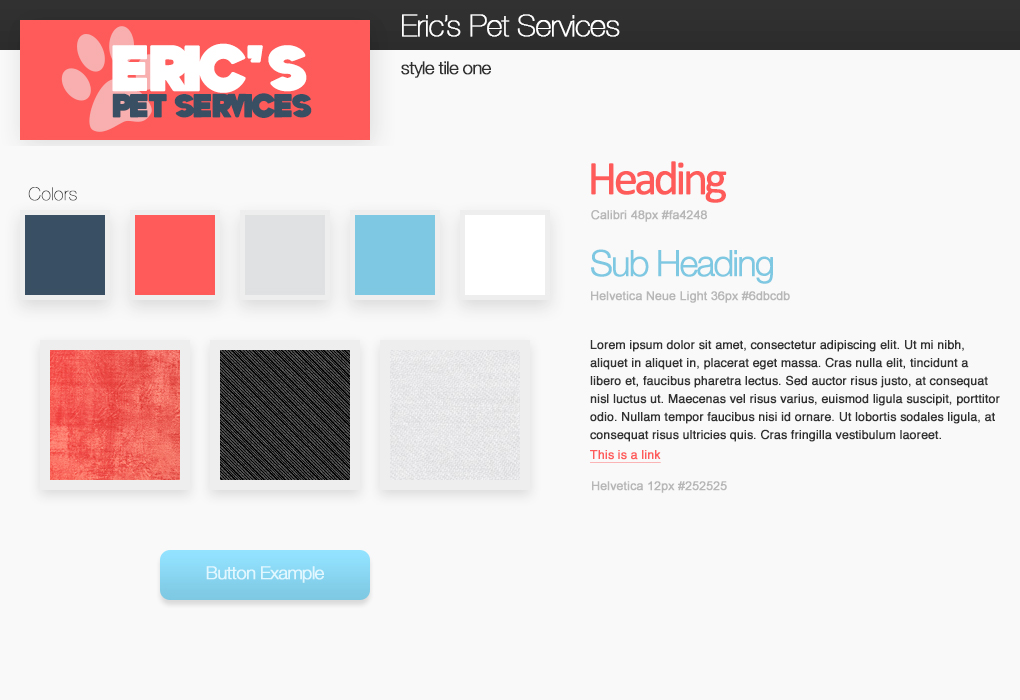 Eric's Pet Services
ERIC'S
PET SERVICES
style tile one
Colors
Heading
Calibri 48px #fa4248
Sub Heading
Helvetica Neue Light 36px #6dbcdb
Lorem ipsum dolor sit amet, consectetur adipiscing elit. Ut mi nibh,
aliquet in aliquet in, placerat eget massa. Cras nulla elit, tincidunt a
libero et, faucibus pharetra lectus. Sed auctor risus justo, at consequat
nisl luctus ut. Maecenas vel risus varius, euismod ligula suscipit, porttitor
odio. Nullam tempor faucibus nisi id ornare. Ut lobortis sodales ligula, at
consequat risus ultricies quis. Cras fringilla vestibulum laoreet.
This is a link
Helvetica 12px #252525
Button Example